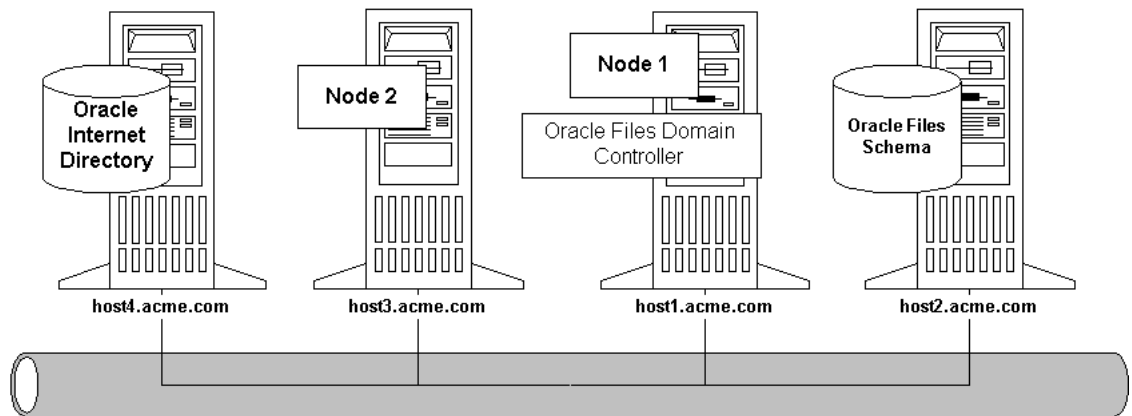 Oracle
Internet
Directory
host4.acme.com
Node 2
host3.acme.com
Node 1
Oracle Files Domain
Controller
host1.acme.com
Oracle Files
Schema
host2.acme.com